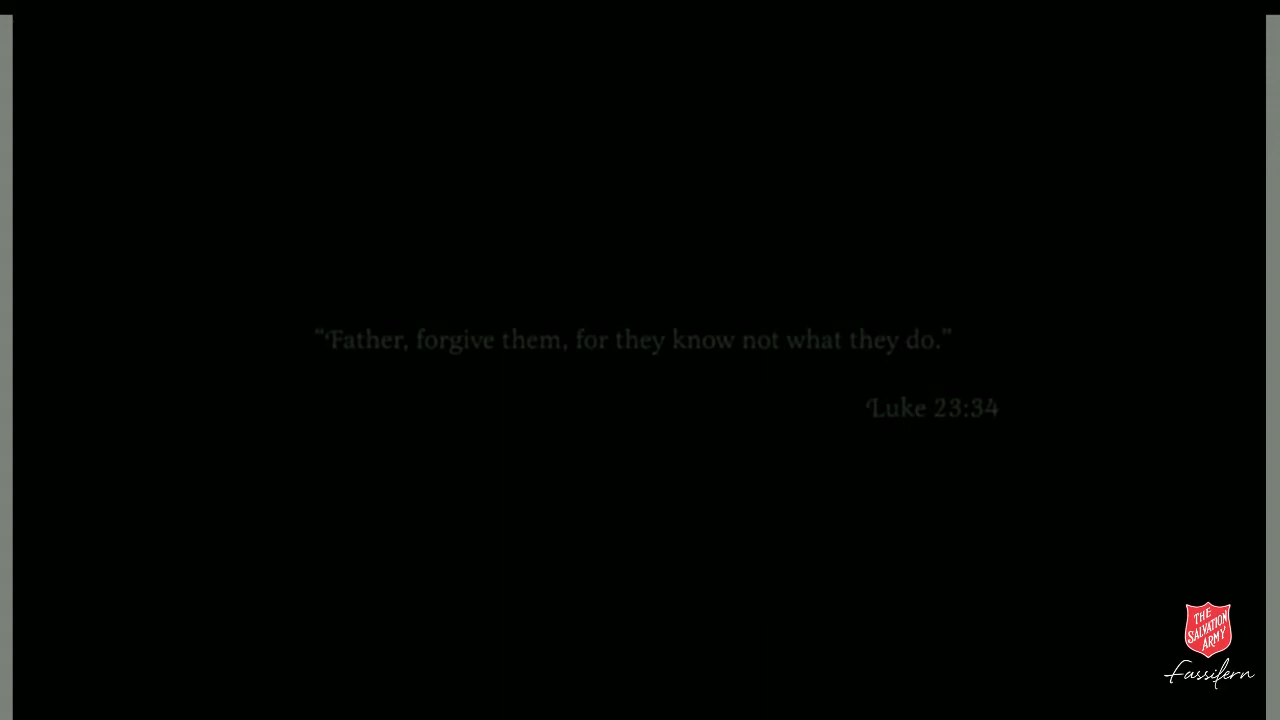 “Father, forgive them, for they know not what they do.”
Luke 23:34
THE
SALVATION
ARMY
Fassifern